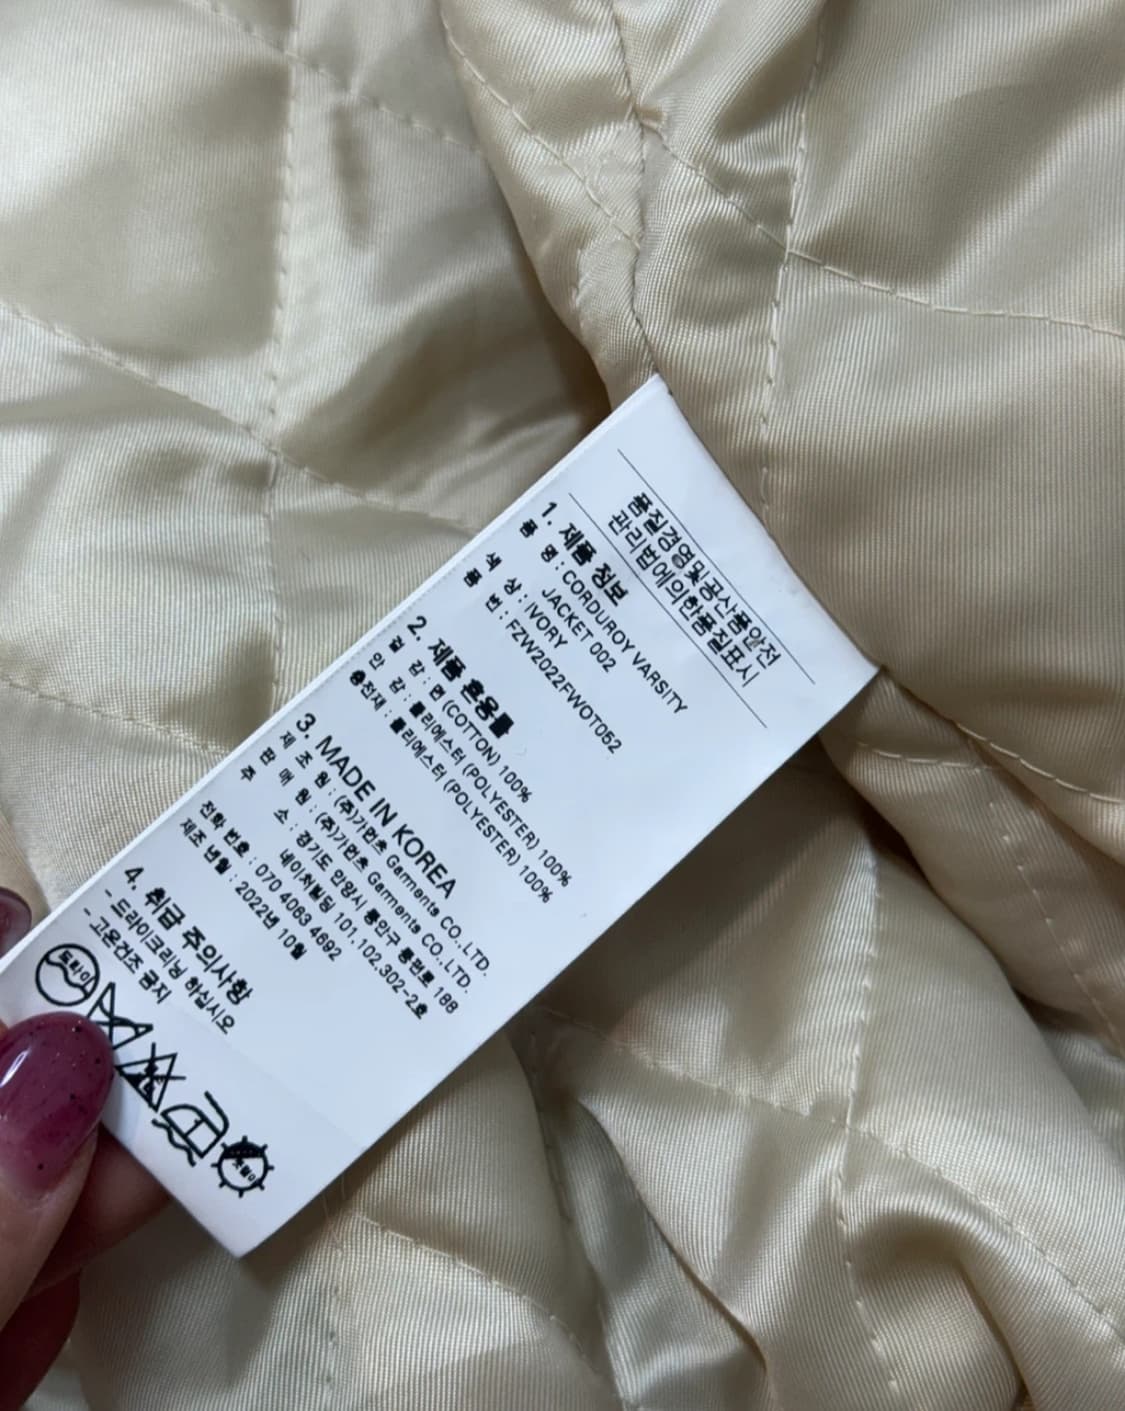 품질경영및공산품안전
관리법에의한품질표시
1. 제품 정보
품 명 : CORDUROY VARSITY
JACKET 002
색 상 : IVORY
품 번 : FZW2022FWOT052
2. 제품 혼용률
겉 감 : 면 (COTTON) 100%
안 감 : 폴리에스터 (POLYESTER) 100%
충전재 : 폴리에스터 (POLYESTER) 100%
3. MADE IN KOREA
제 조 원 : (주)가먼츠 Garments CO.,LTD.
판 매 원 : (주)가먼츠 Garments CO.,LTD.
주 소 : 경기도 안양시 동안구 동편로 188
네이처빌딩 101.102.302-2호
전화 번호 : 070 4063 4692
제조 년월 : 2022년 10월
4. 취급 주의사항
- 드라이크리닝 하십시오
- 고온건조 금지
드라이